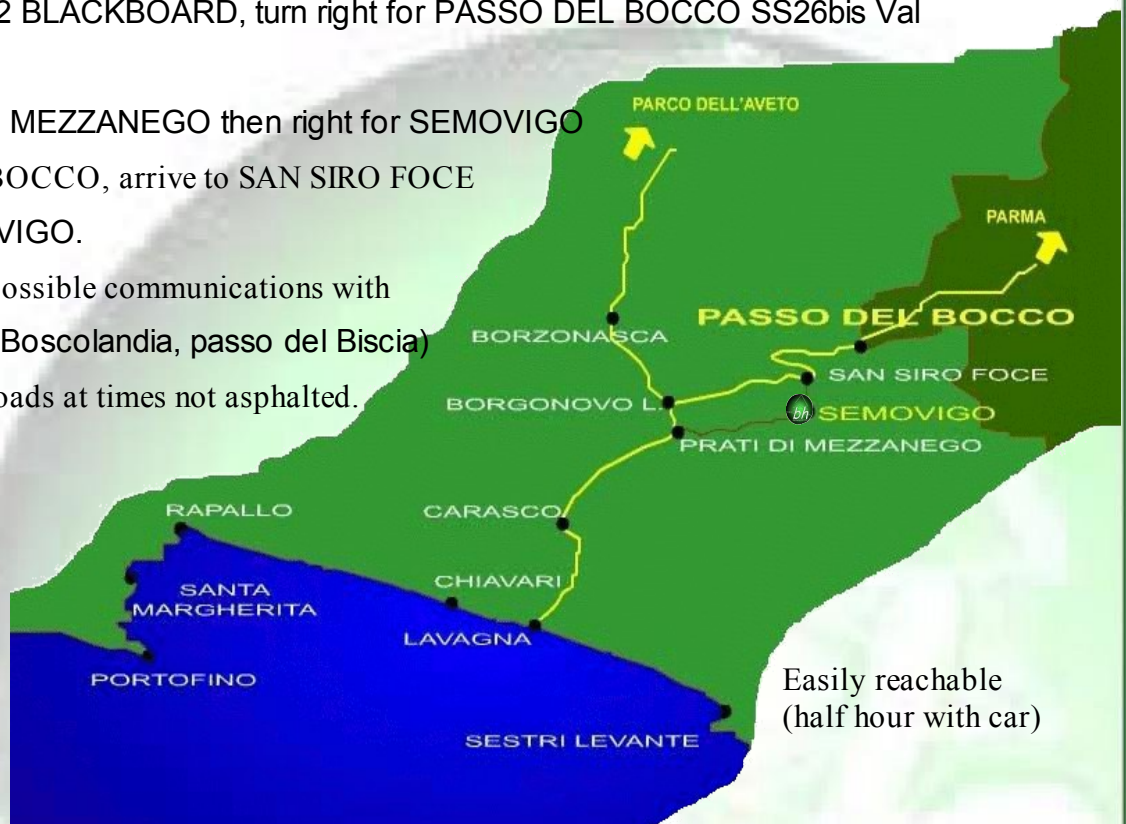 2 BLACKBOARD, turn right for PASSO DEL BOCCO SS26bis Val
MEZZANEGO then right for SEMOVIGO
BOCCO, arrive to SAN SIRO FOCE
VIGO.
ossible communications with
Boscolandia, passo del Biscia)
oads at times not asphalted.
PARCO DELL'AVETO
PARMA
PASSO DEL BOCCO
BORZONASCA
SAN SIRO FOCE
BORGONOVO L.
bh SEMOVIGO
PRATI DI MEZZANEGO
RAPALLO
CARASCO
CHIAVARI
SANTA
MARGHERITA
LAVAGNA
PORTOFINO
SESTRI LEVANTE
Easily reachable
(half hour with car)